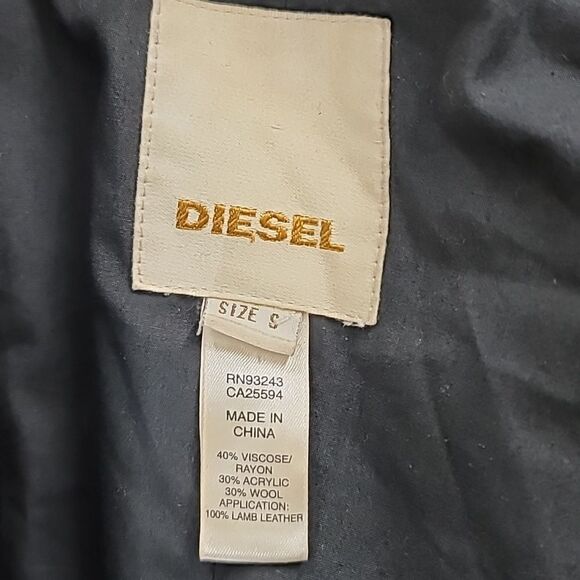 DIESEL
SIZE S
RN93243
CA25594
MADE IN
CHINA
40% VISCOSE/
RAYON
30% ACRYLIC
30% WOOL
APPLICATION:
100% LAMB LEATHER